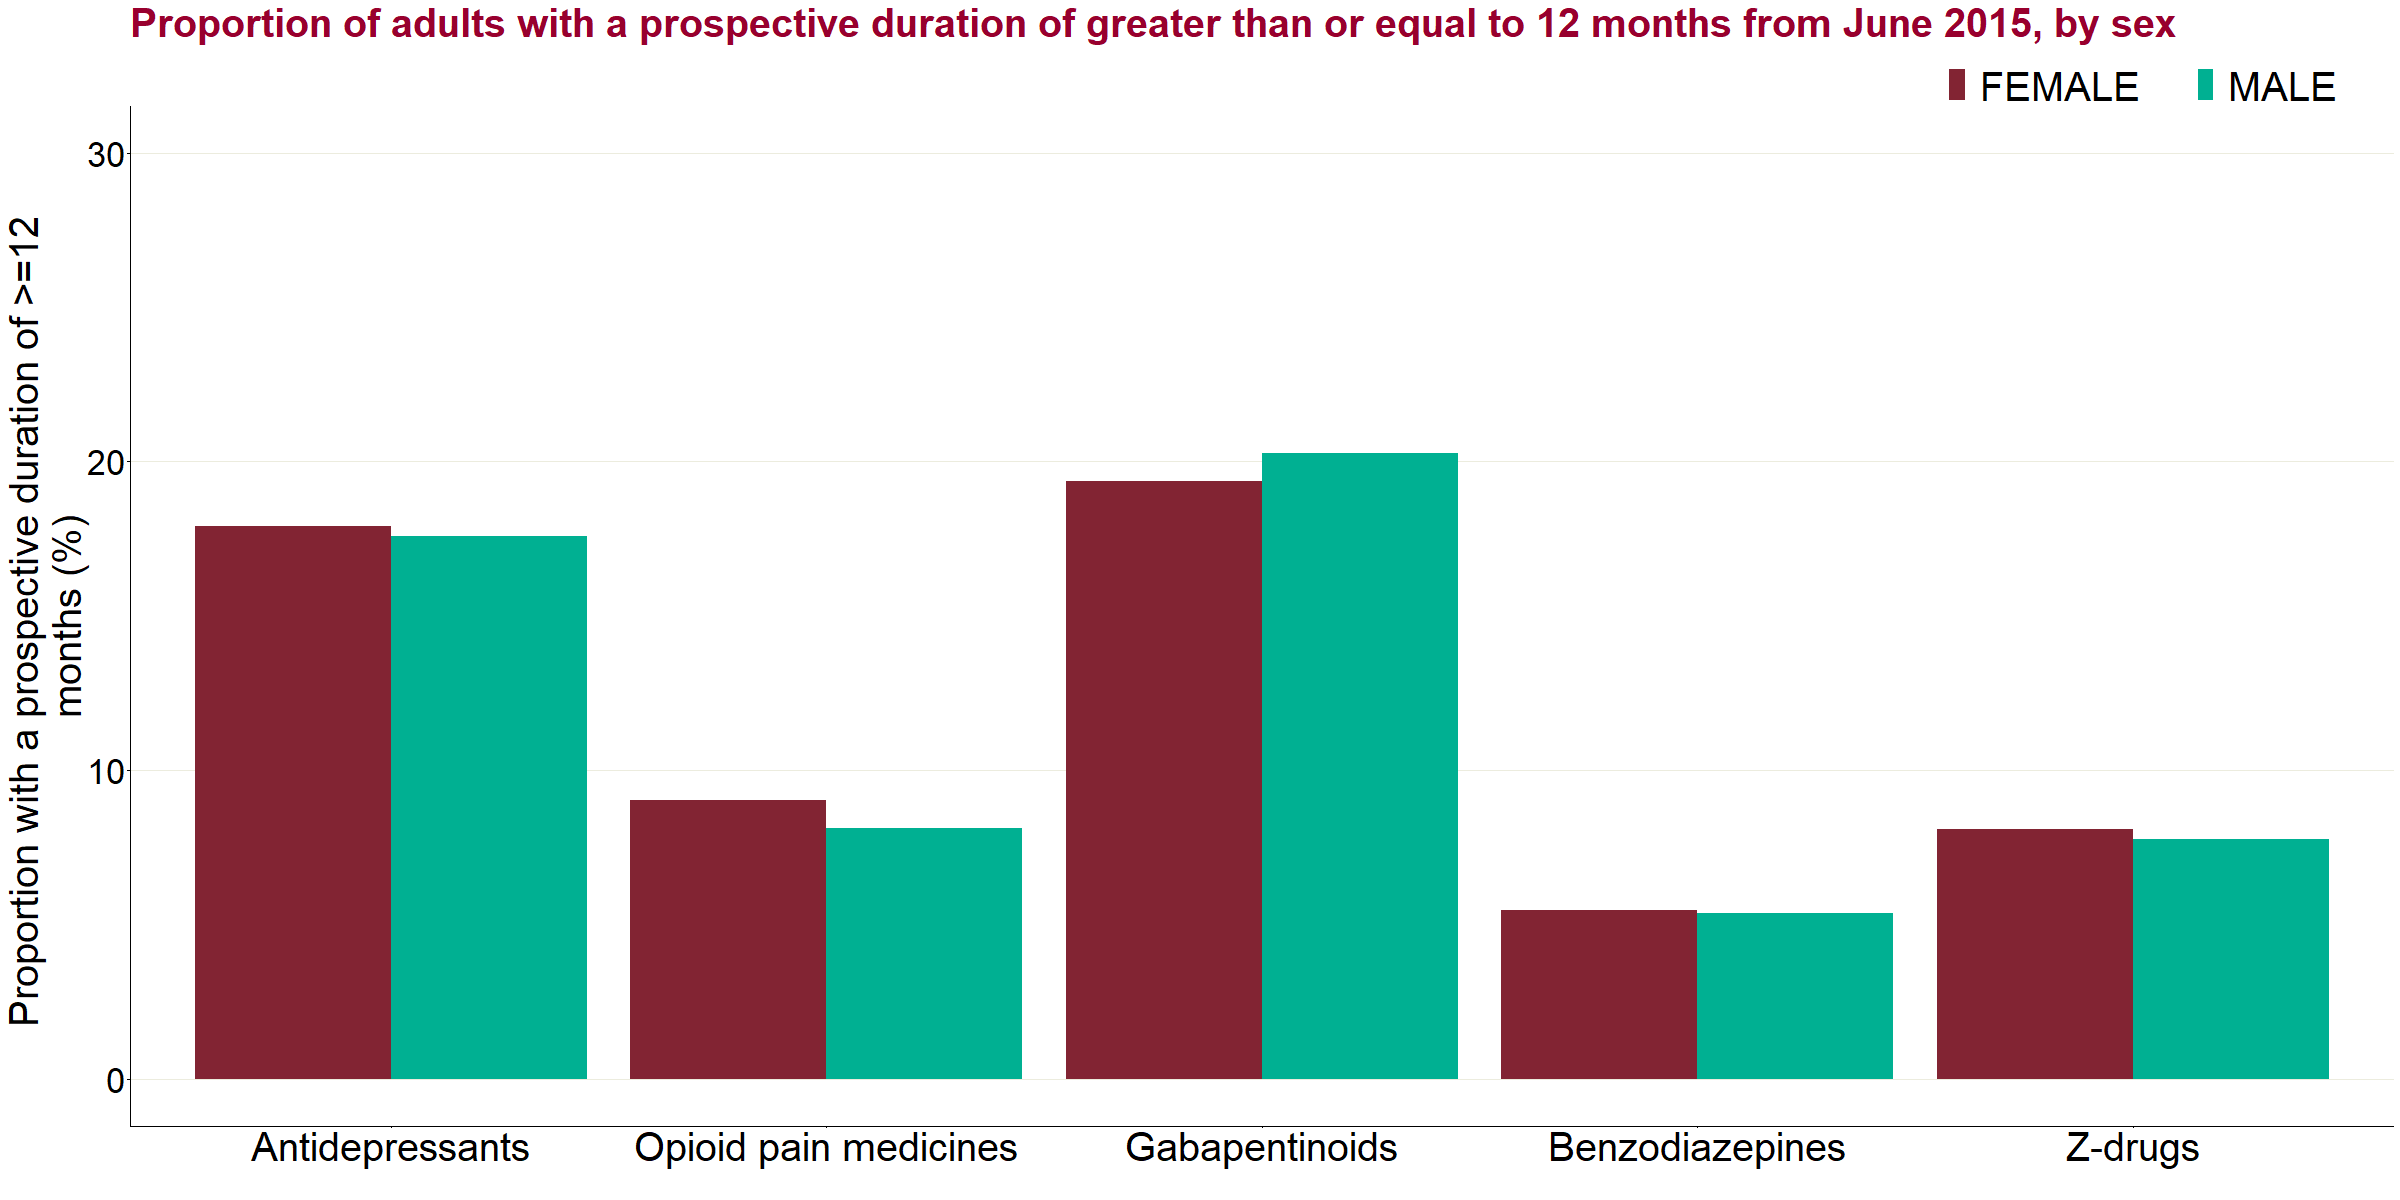 Proportion of adults with a prospective duration of greater than or equal to 12 months from June 2015, by sex
FEMALE MALE
Proportion with a prospective duration of >=12
months (%)
30
20
10
0
Antidepressants Opioid pain medicines Gabapentinoids Benzodiazepines Z-drugs